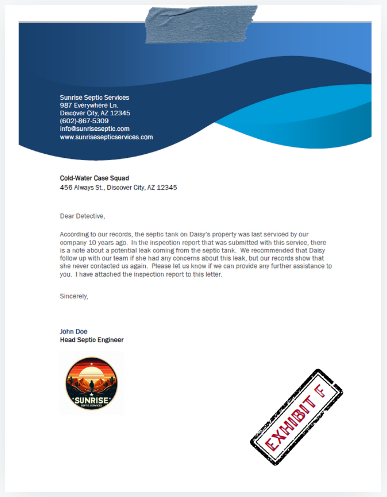 Sunrise Septic Services
987 Everywhere Ln.
Discover City, AZ 12345
(602)-867-5309
info@sunriseseptic.com
www.sunrisesepticservices.com
Cold-Water Case Squad
456 Always St., Discover City, AZ 12345
Dear Detective,
According to our records, the septic tank on Daisy's property was last serviced by our
company 10 years ago. In the inspection report that was submitted with this service, there
is a note about a potential leak coming from the septic tank. We recommended that Daisy
follow up with our team if she had any concerns about this leak, but our records show that
she never contacted us again. Please let us know if we can provide any further assistance to
you. I have attached the inspection report to this letter.
Sincerely,
John Doe
Head Septic Engineer
SUNRISE
EXHIBIT F